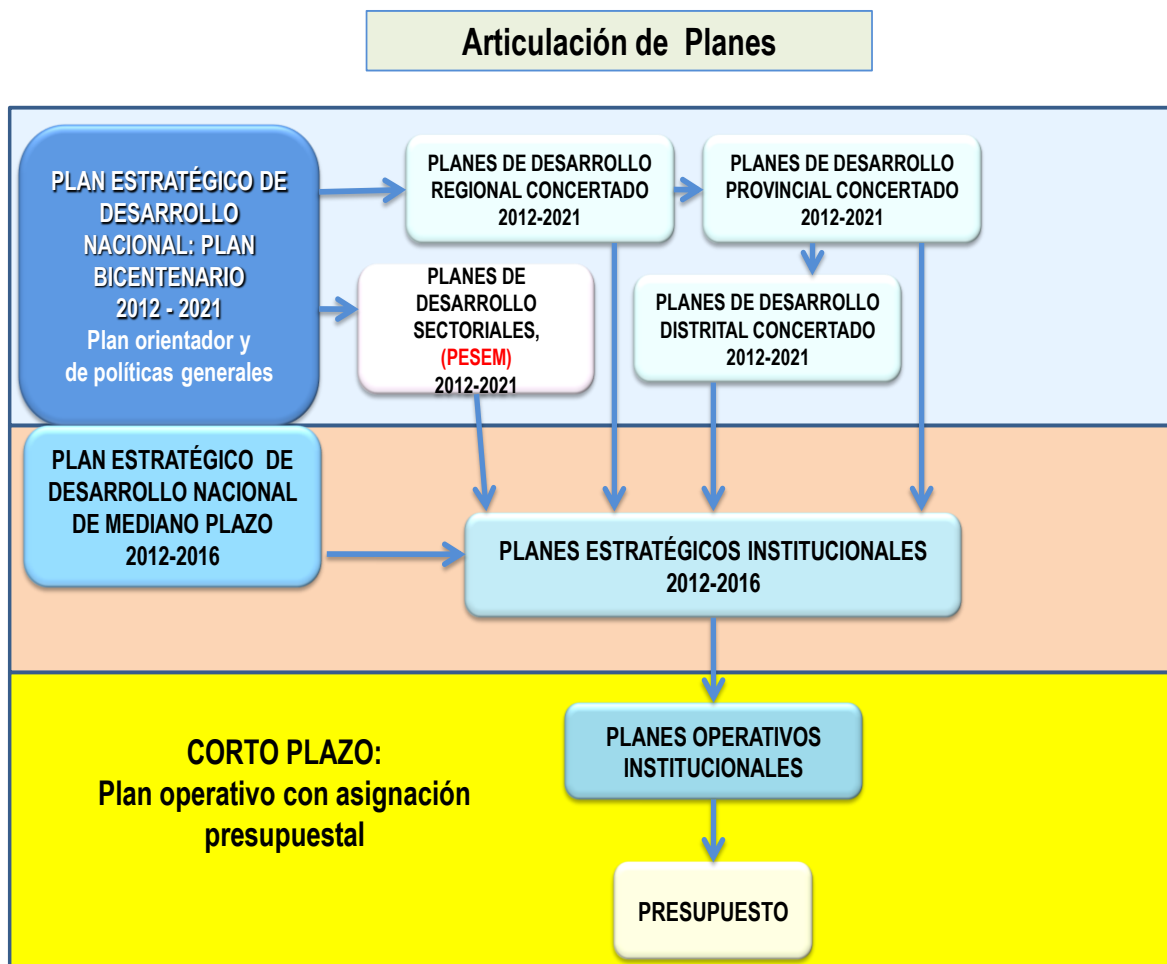 Articulación de Planes
PLAN ESTRATÉGICO DE
DESARROLLO
NACIONAL: PLAN
BICENTENARIO
2012 - 2021
Plan orientador y
de políticas generales
PLANES DE DESARROLLO
REGIONAL CONCERTADO
2012-2021
PLANES DE DESARROLLO
PROVINCIAL CONCERTADO
2012-2021
PLANES DE
DESARROLLO
SECTORIALES,
(PESEM)
2012-2021
PLANES DE DESARROLLO
DISTRITAL CONCERTADO
2012-2021
PLAN ESTRATÉGICO DE
DESARROLLO NACIONAL
DE MEDIANO PLAZO
2012-2016
PLANES ESTRATÉGICOS INSTITUCIONALES
2012-2016
CORTO PLAZO:
Plan operativo con asignación
presupuestal
PLANES OPERATIVOS
INSTITUCIONALES
PRESUPUESTO